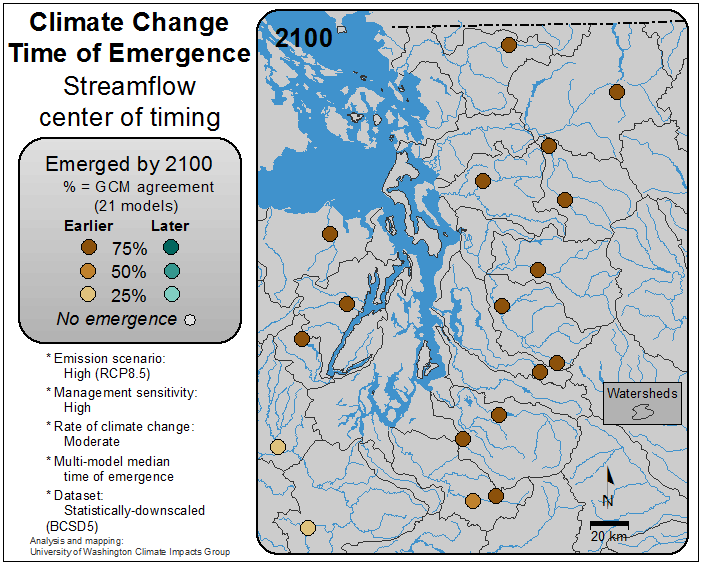 Climate Change
Time of Emergence
Streamflow
center of timing
Emerged by 2100
% = GCM agreement
(21 models)
Earlier Later
75%
50%
25%
No emergence
* Emission scenario:
High (RCP8.5)
* Management sensitivity:
High
* Rate of climate change:
Moderate
* Multi-model median
time of emergence
* Dataset:
Statistically-downscaled
(BCSD5)
Analysis and mapping:
University of Washington Climate Impacts Group
2100
Watersheds
N
20 km